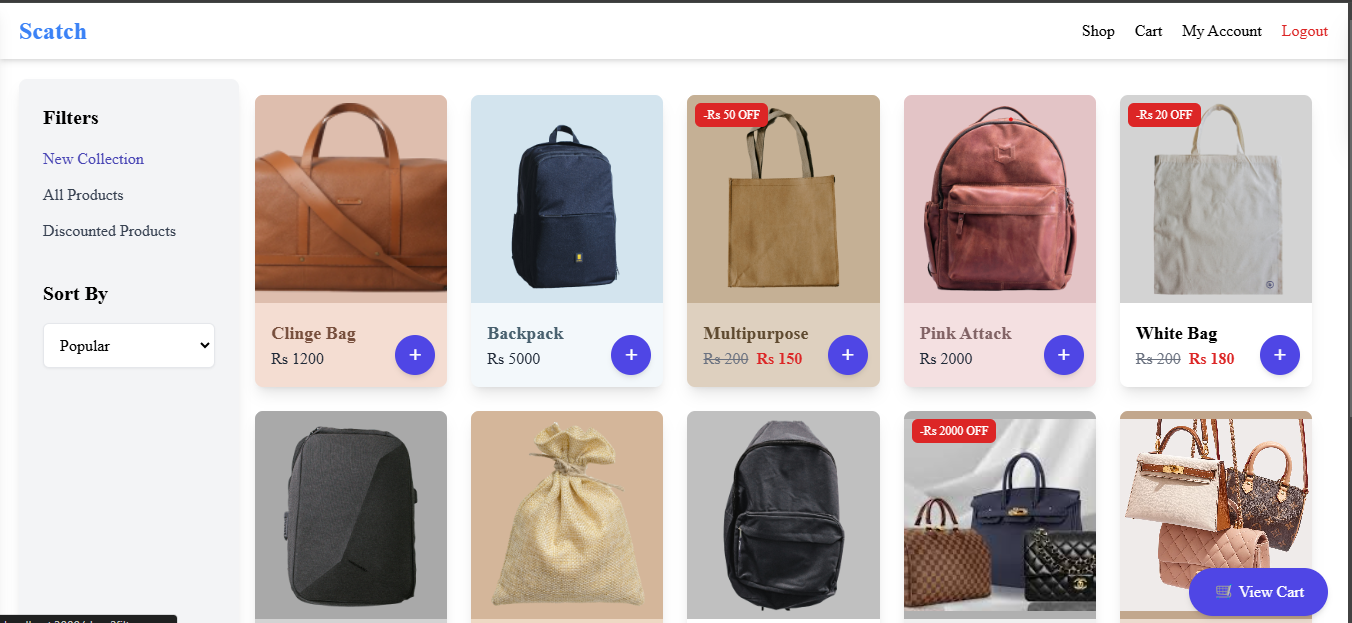 Scatch
Shop Cart My Account Logout
Filters
New Collection
All Products
Discounted Products
Sort By
Popular
Clinge Bag
Rs 1200
+
Backpack
Rs 5000
+
-Rs 50 OFF
Multipurpose
Rs 200 Rs 150
+
Pink Attack
Rs 2000
+
-Rs 20 OFF
White Bag
Rs 200 Rs 180
+
-Rs 2000 OFF
View Cart